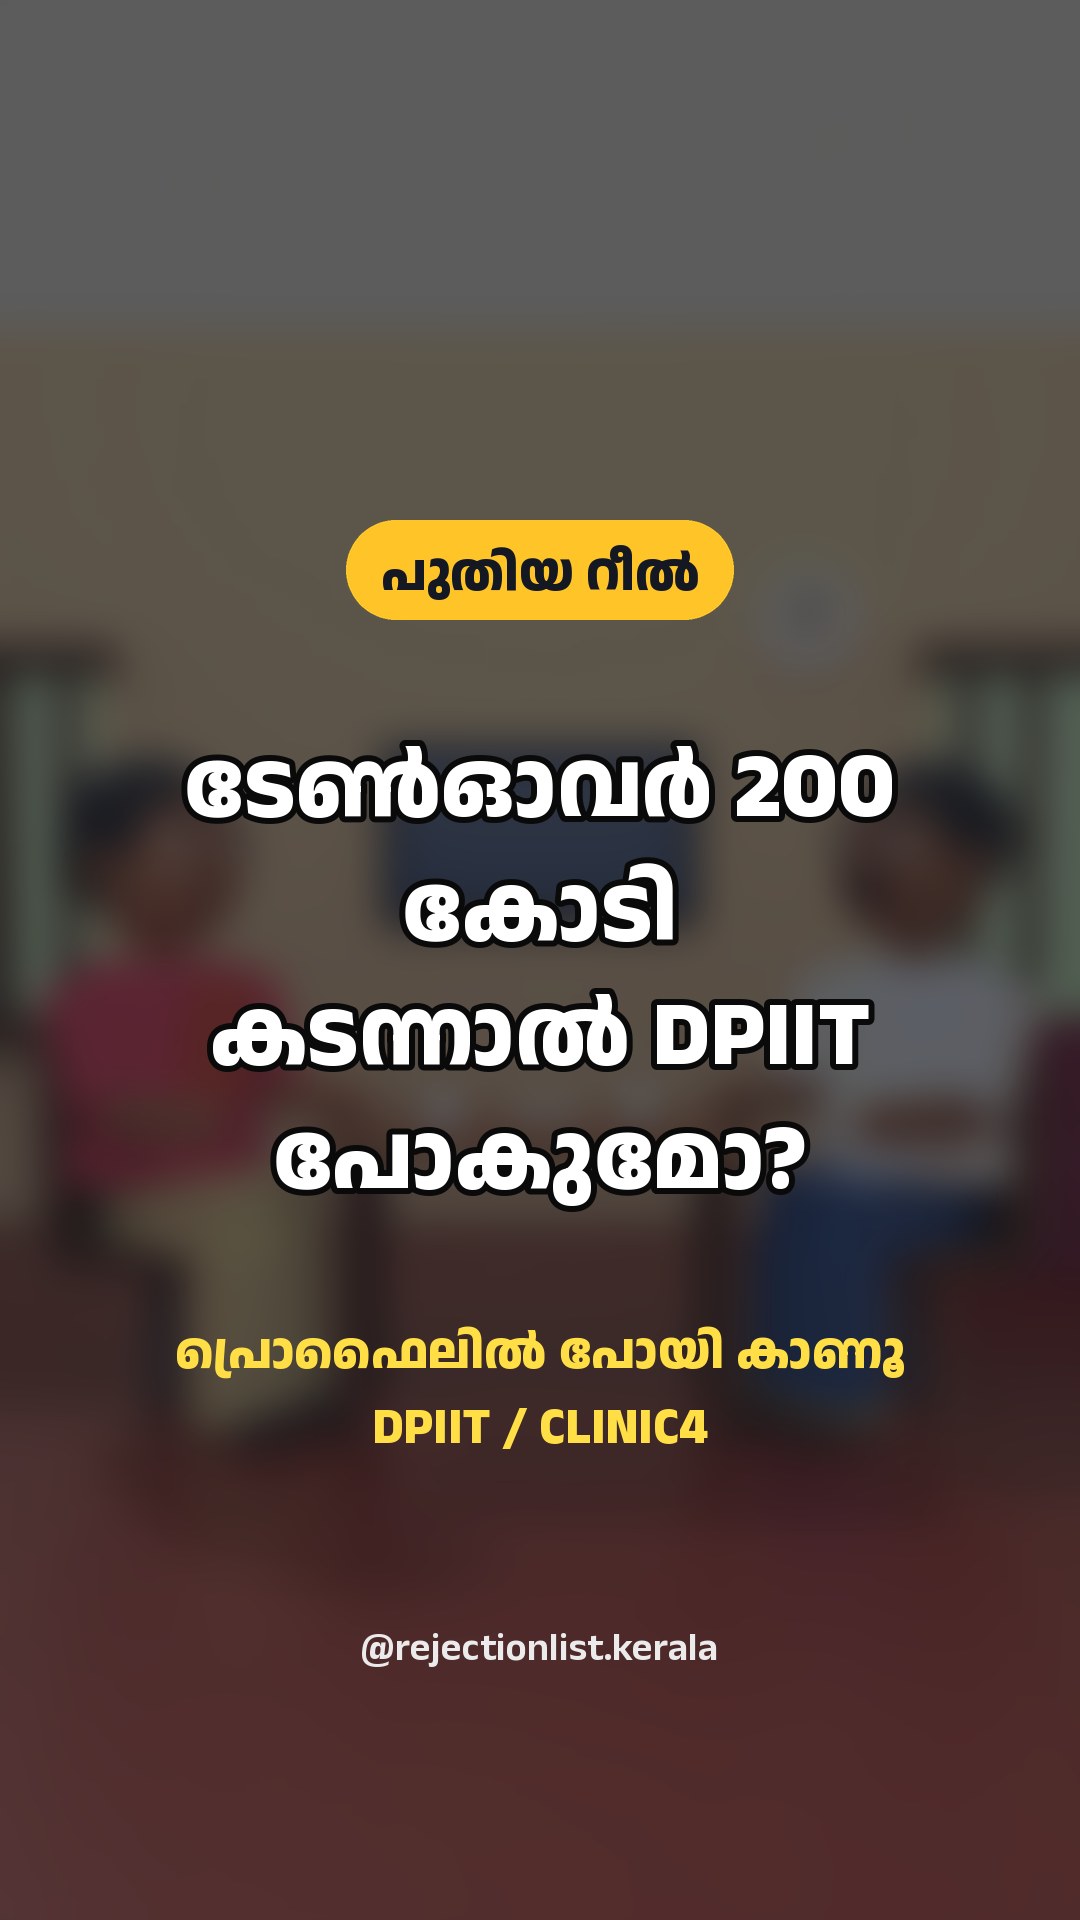 പുതിയ റീൽ
ടേൺഓവർ 200
കോടി
കടന്നാൽ DPIIT
പോകുമോ?
പ്രൊഫൈലിൽ പോയി കാണൂ
DPIIT / CLINIC4
@rejectionlist.kerala